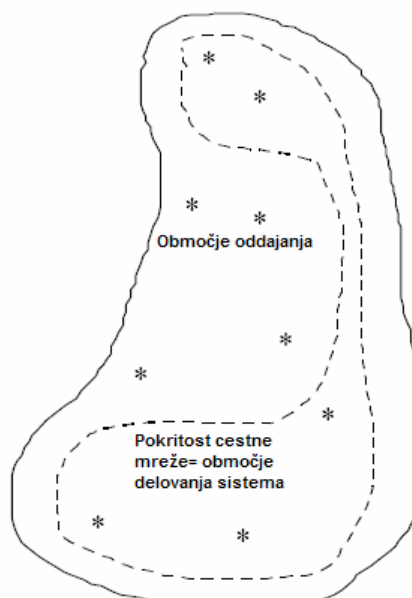 Območje oddajanja
Pokritost cestne
mreže= območje
delovanja sistema